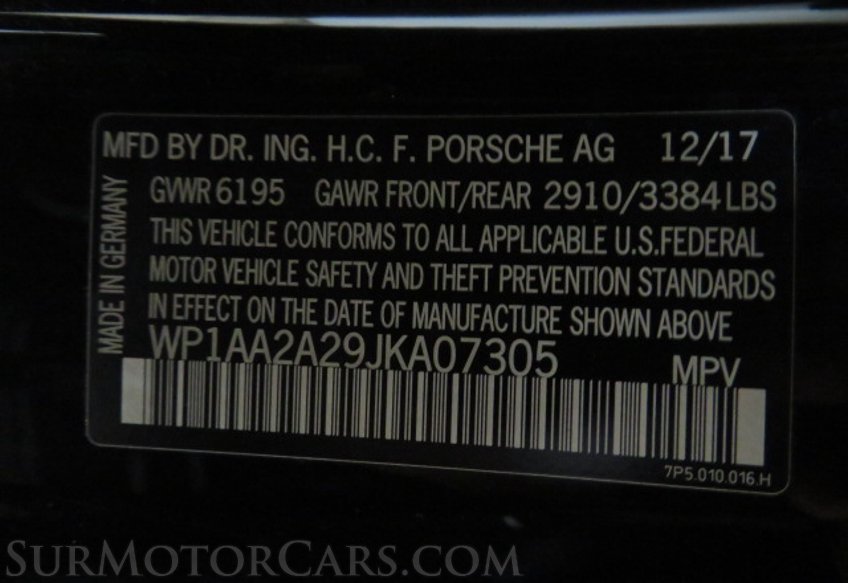 MFD BY DR. ING. H.C. F. PORSCHE AG 12/17
GVWR 6195 GAWR FRONT/REAR 2910/3384 LBS
THIS VEHICLE CONFORMS TO ALL APPLICABLE U.S.FEDERAL
MOTOR VEHICLE SAFETY AND THEFT PREVENTION STANDARDS
IN EFFECT ON THE DATE OF MANUFACTURE SHOWN ABOVE
WP1AA2A29JKA07305 MPV
MADE IN GERMANY
7P5.010.016.H
SURMOTORCARS.COM